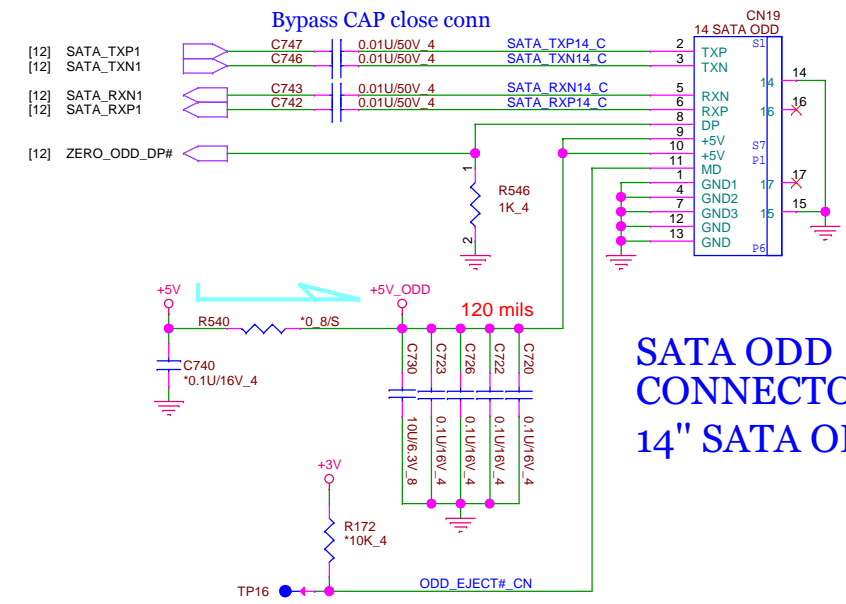 Bypass CAP close conn
CN19
14 SATA ODD
[12] SATA_TXP1 C747 0.01U/50V_4 SATA_TXP14_C 2 TXP S1
[12] SATA_TXN1 C746 0.01U/50V_4 SATA_TXN14_C 3 TXN
14 14
[12] SATA_RXN1 C743 0.01U/50V_4 SATA_RXN14_C 5 RXN
[12] SATA_RXP1 C742 0.01U/50V_4 SATA_RXP14_C 6 RXP 16 16
8 DP
9 +5V S7
[12] ZERO_ODD_DP# 10 +5V P1
11 MD
1 GND1 17 17
4 GND2
7 GND3 15 15
12 GND
13 GND P6
1
R546
1K_4
2
+5V +5V_ODD
120 mils
R540 *0_8/S
C740
*0.1U/16V_4
C730 C723 C726 C722 C720
10U/6.3V_8 0.1U/16V_4 0.1U/16V_4 0.1U/16V_4 0.1U/16V_4
SATA ODD
CONNECTO
14" SATA O
+3V
R172
*10K_4
TP16 ODD_EJECT#_CN